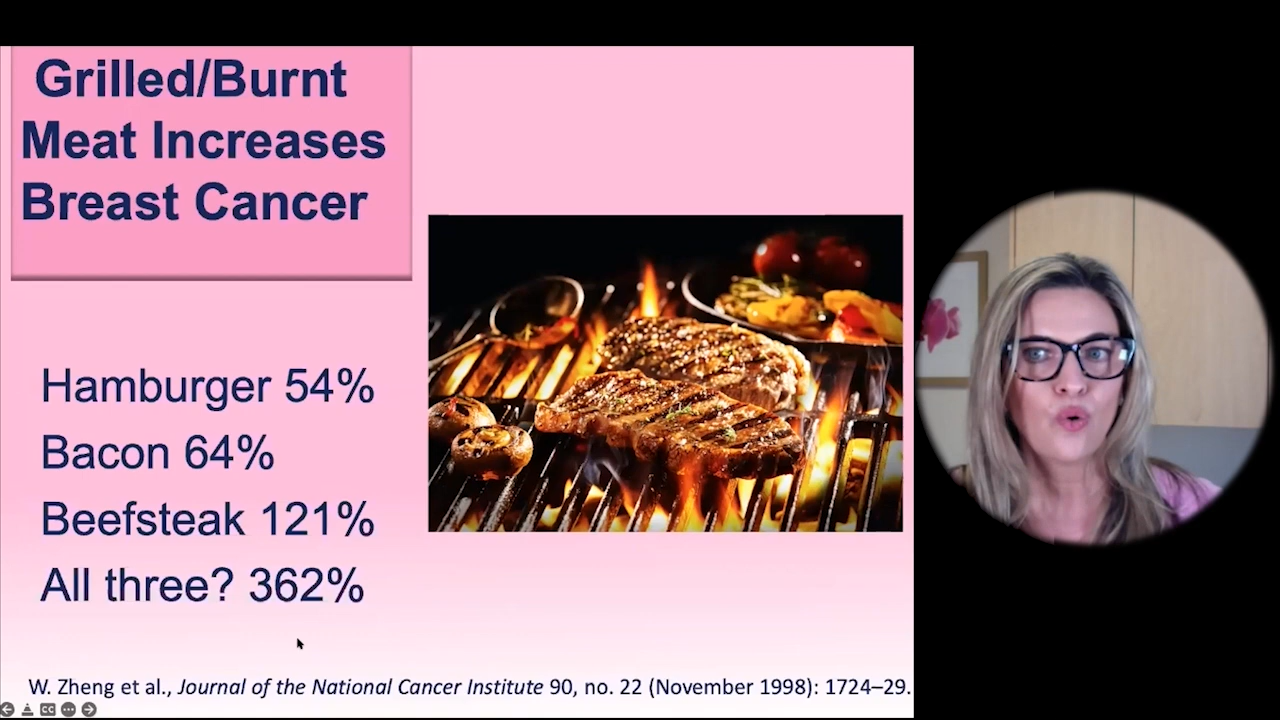 Grilled/Burnt
Meat Increases
Breast Cancer
Hamburger 54%
Bacon 64%
Beefsteak 121%
All three? 362%
W. Zheng et al., Journal of the National Cancer Institute 90, no. 22 (November 1998): 1724–29.
CC